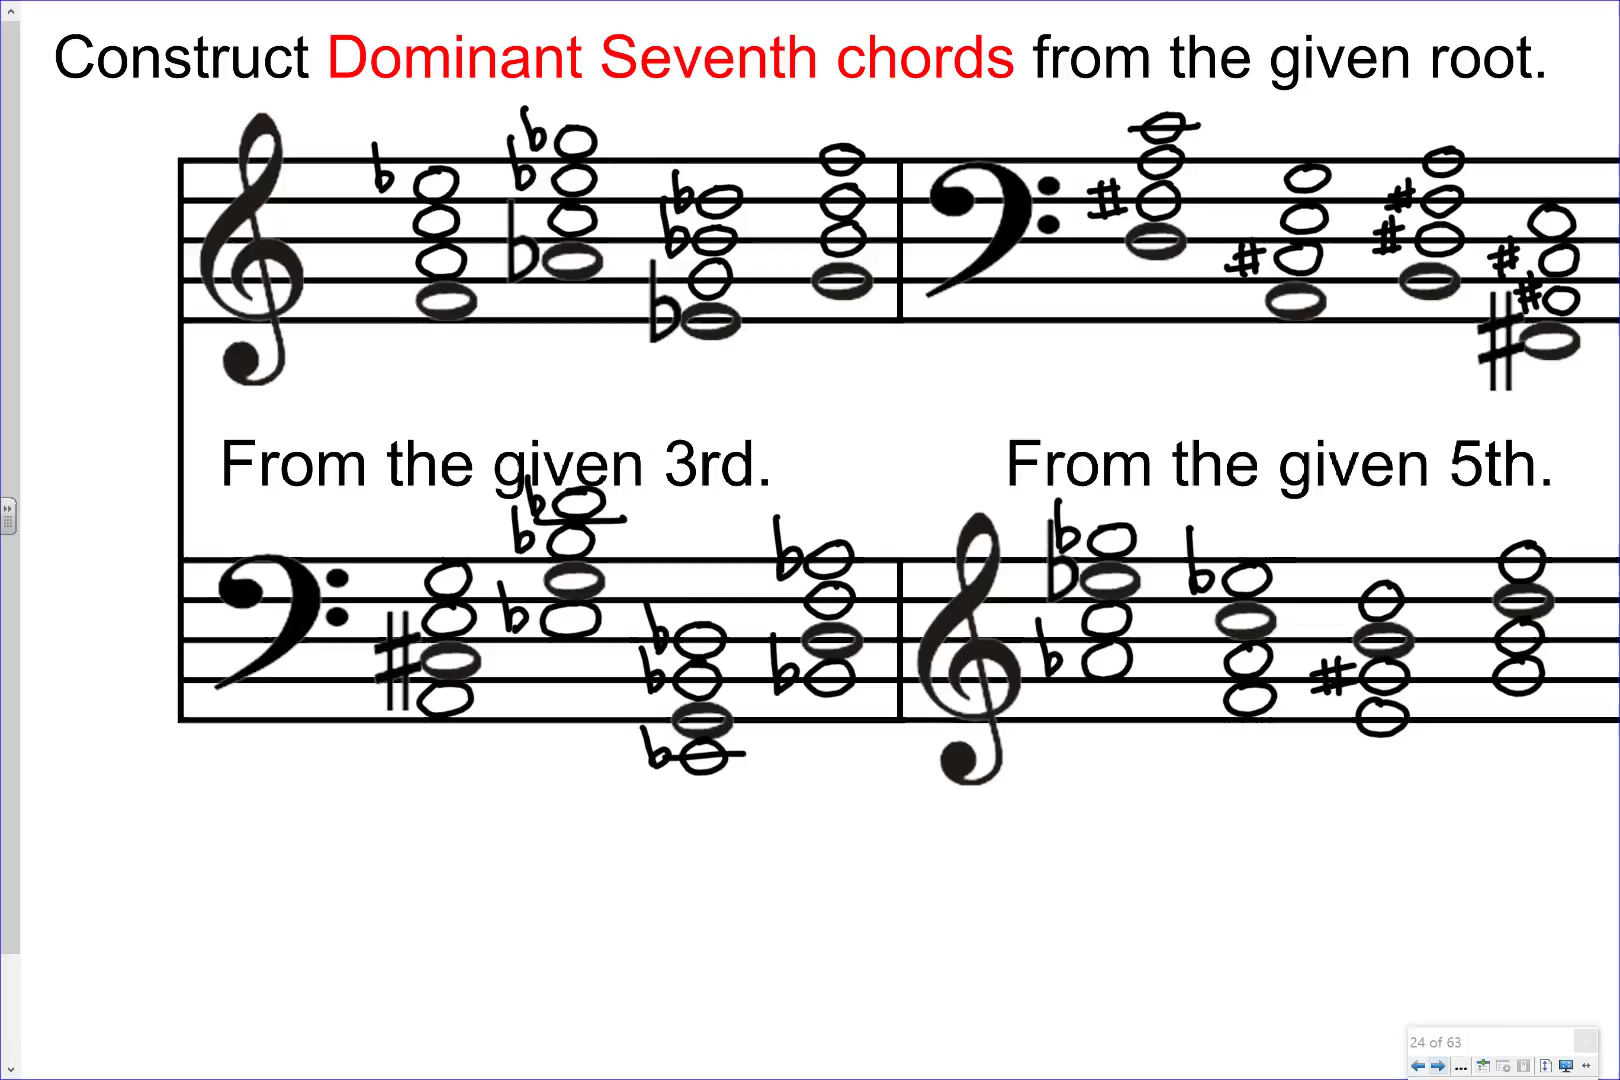 Construct Dominant Seventh chords from the given root.
From the given 3rd.
From the given 5th.
24 of 63